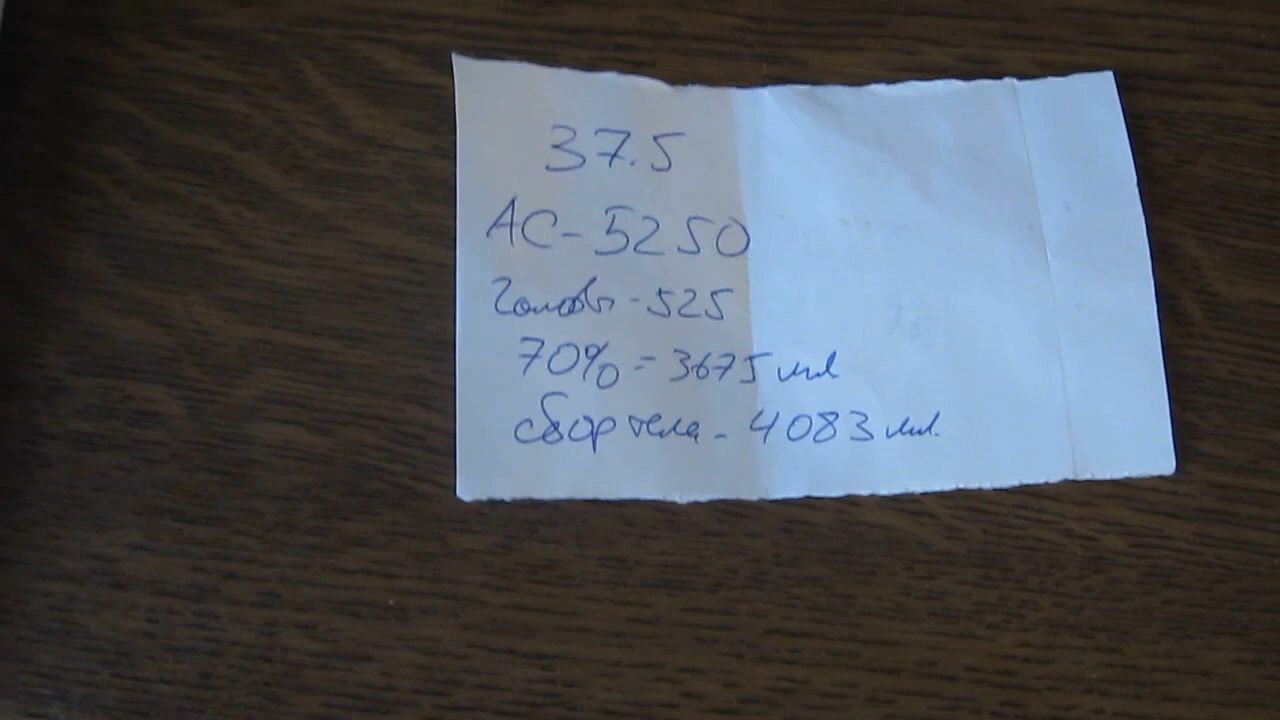 37.5
АС-5250
Головы-525
70%-3675 мл
сбор тела-4083 мл.